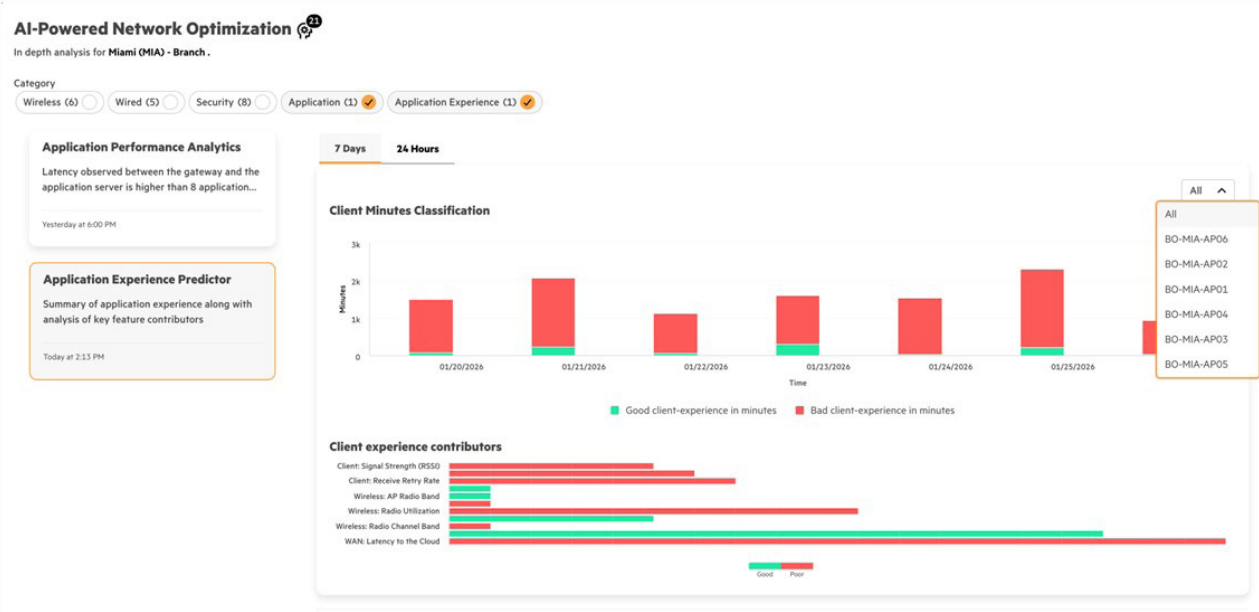 AI-Powered Network Optimization 21
In depth analysis for Miami (MIA) - Branch .
Category
Wireless (6) Wired (5) Security (8) Application (1) Application Experience (1)
Application Performance Analytics
Latency observed between the gateway and the
application server is higher than 8 application...
Yesterday at 6:00 PM
Application Experience Predictor
Summary of application experience along with
analysis of key feature contributors
Today at 2:13 PM
7 Days 24 Hours
All
All
BO-MIA-AP06
BO-MIA-AP02
BO-MIA-AP01
BO-MIA-AP04
BO-MIA-AP03
BO-MIA-AP05
Client Minutes Classification
3k
2k
1k
0
Minutes
01/20/2026 01/21/2026 01/22/2026 01/23/2026 01/24/2026 01/25/2026
Time
Good client-experience in minutes Bad client-experience in minutes
Client experience contributors
Client: Signal Strength (RSSI)
Client: Receive Retry Rate
Wireless: AP Radio Band
Wireless: Radio Utilization
Wireless: Radio Channel Band
WAN: Latency to the Cloud
Good Poor